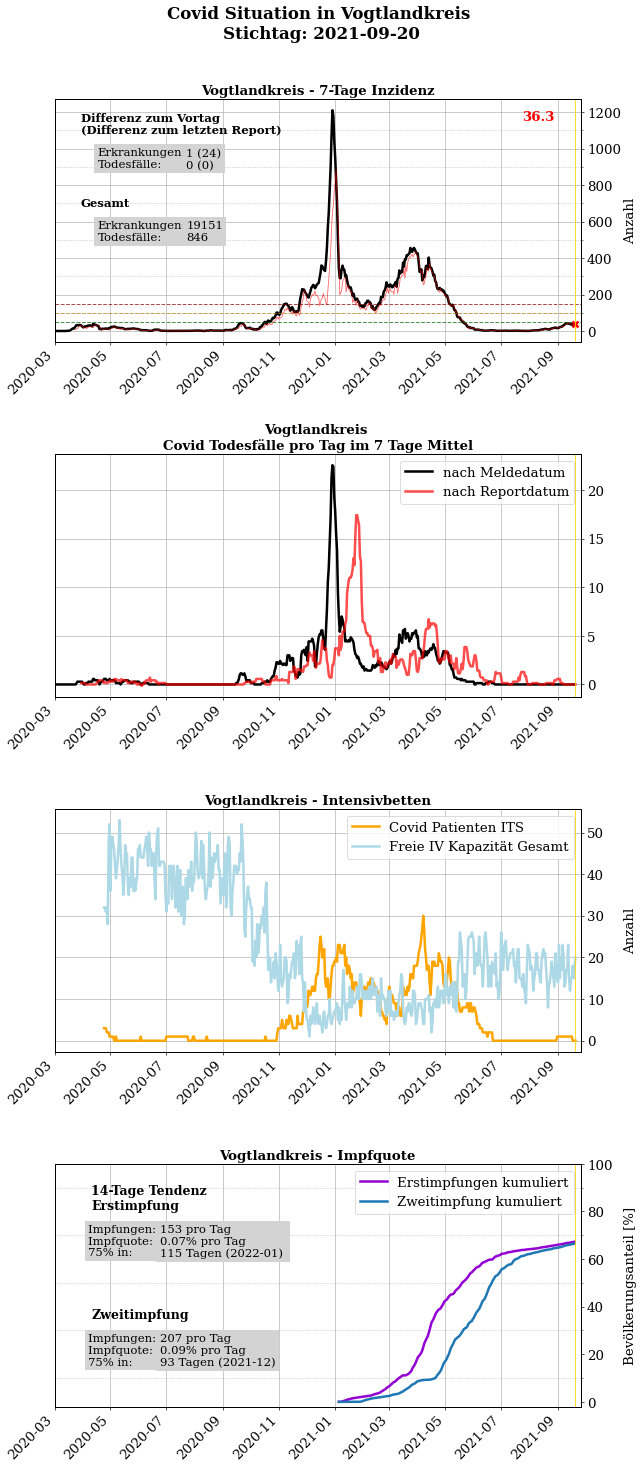 Covid Situation in Vogtlandkreis
Stichtag: 2021-09-20
Vogtlandkreis - 7-Tage Inzidenz
Differenz zum Vortag
(Differenz zum letzten Report)
Erkrankungen 1 (24)
Todesfälle: 0 (0)
Gesamt
Erkrankungen 19151
Todesfälle: 846
36.3
1200
1000
800
600
400
200
0
Anzahl
2020-03 2020-05 2020-07 2020-09 2020-11 2021-01 2021-03 2021-05 2021-07 2021-09
Vogtlandkreis
Covid Todesfälle pro Tag im 7 Tage Mittel
nach Meldedatum
nach Reportdatum
20
15
10
5
0
2020-03 2020-05 2020-07 2020-09 2020-11 2021-01 2021-03 2021-05 2021-07 2021-09
Vogtlandkreis - Intensivbetten
Covid Patienten ITS
Freie IV Kapazität Gesamt
50
40
30
20
10
0
Anzahl
2020-03 2020-05 2020-07 2020-09 2020-11 2021-01 2021-03 2021-05 2021-07 2021-09
Vogtlandkreis - Impfquote
14-Tage Tendenz
Erstimpfung
Impfungen: 153 pro Tag
Impfquote: 0.07% pro Tag
75% in: 115 Tagen (2022-01)
Zweitimpfung
Impfungen: 207 pro Tag
Impfquote: 0.09% pro Tag
75% in: 93 Tagen (2021-12)
Erstimpfungen kumuliert
Zweitimpfung kumuliert
100
80
60
40
20
0
Bevölkerungsanteil [%]
2020-03 2020-05 2020-07 2020-09 2020-11 2021-01 2021-03 2021-05 2021-07 2021-09